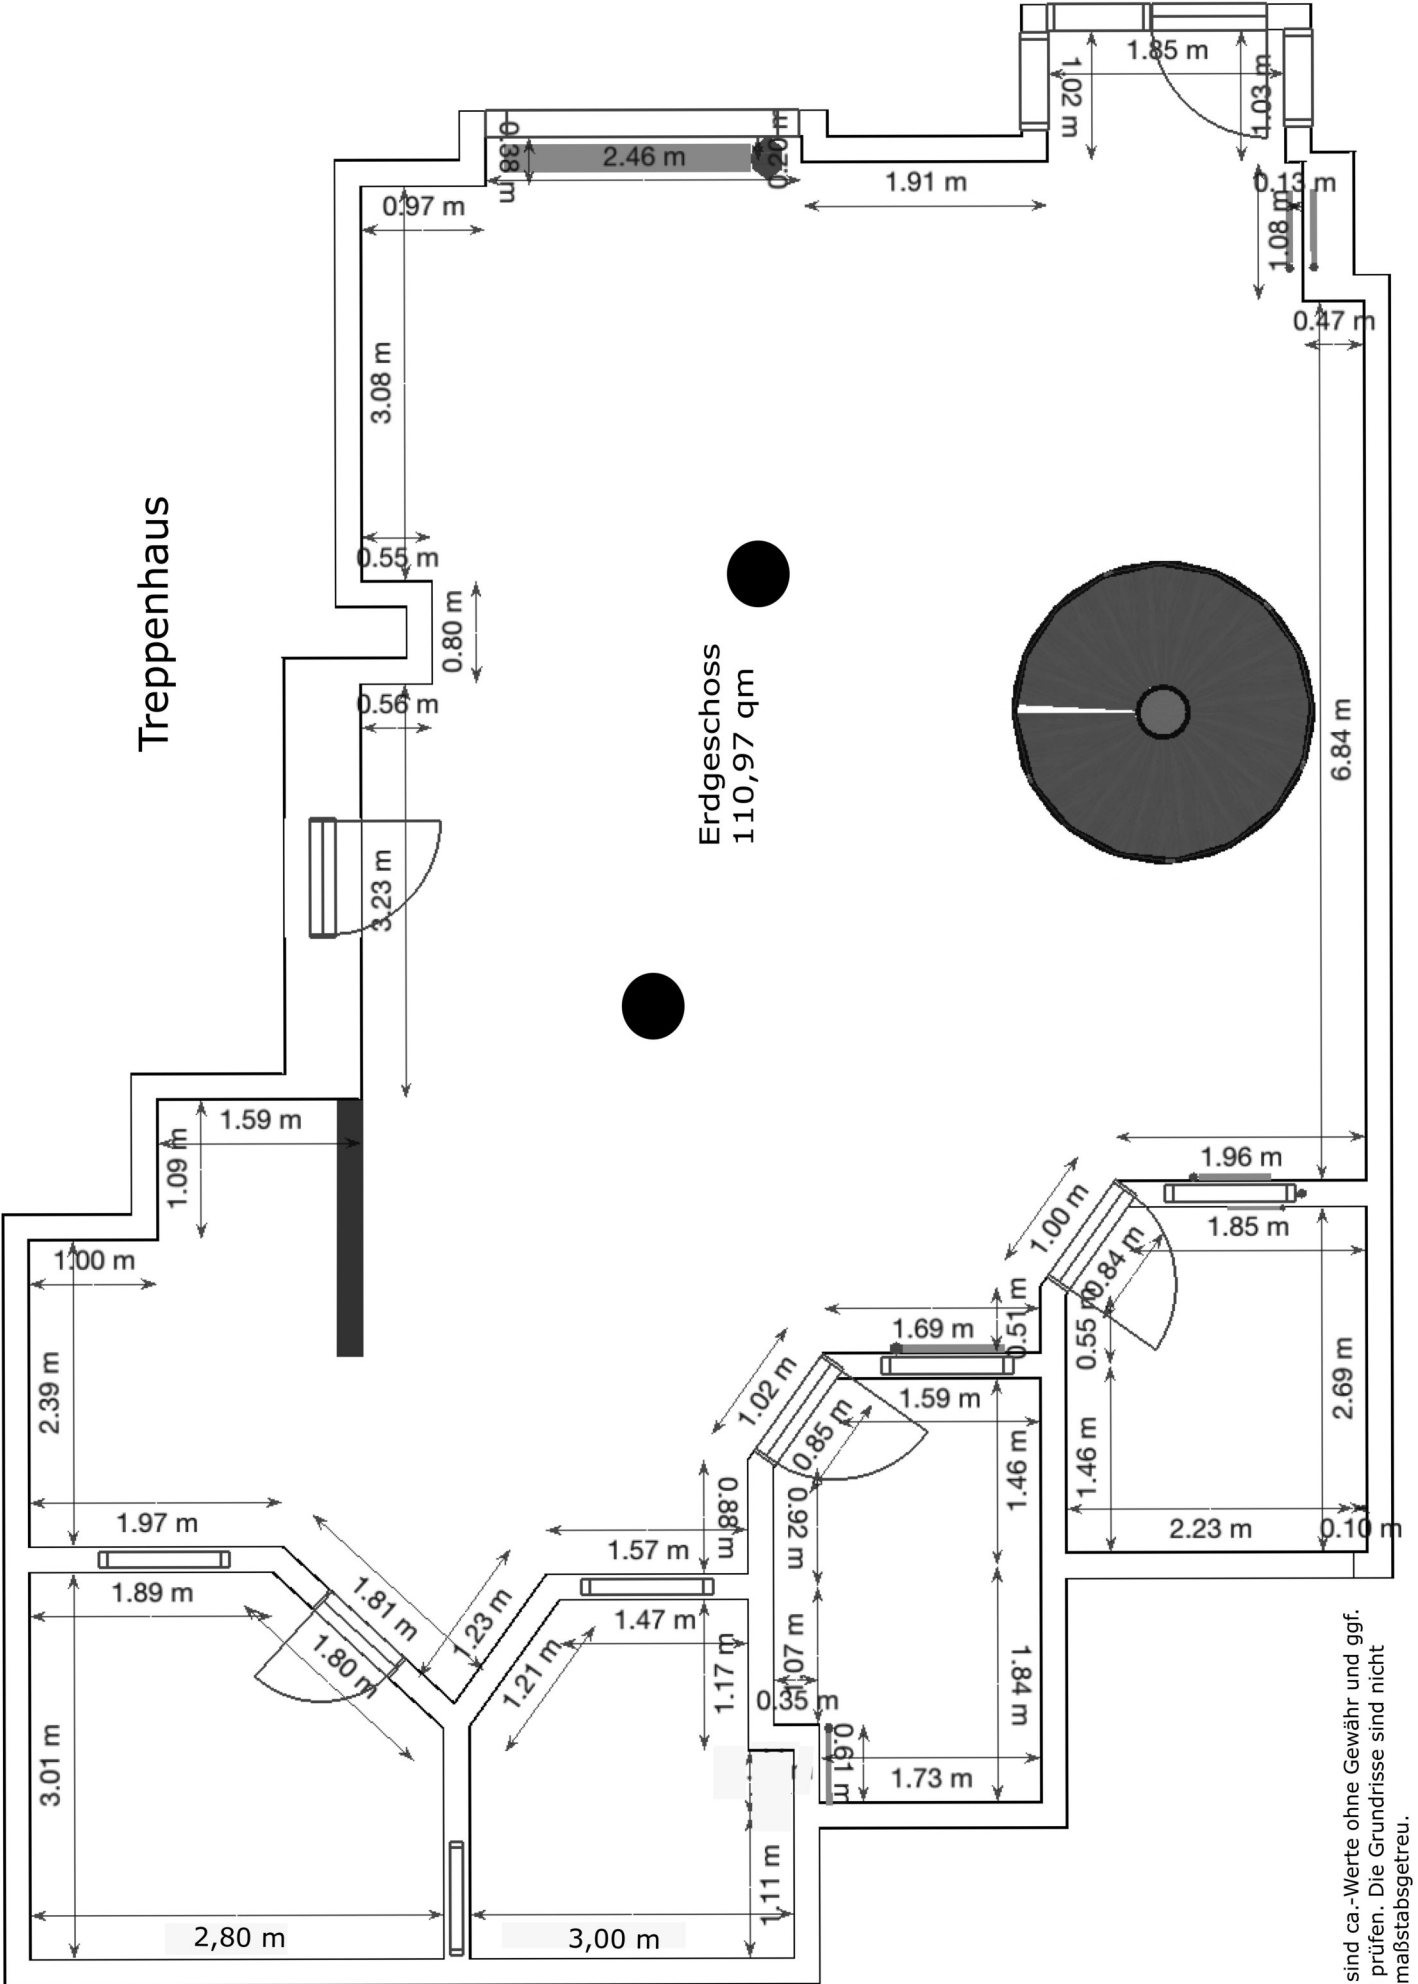 1.85 m
1.02 m
1.03 m
0.38 m
2.46 m
1.91 m
0.13 m
1.08 m
0.97 m
0.47 m
3.08 m
0.55 m
0.80 m
0.56 m
Treppenhaus
Erdgeschoss
110,97 qm
6.84 m
3.23 m
1.59 m
1.09 m
1.00 m
1.96 m
1.00 m
1.85 m
0.84 m
0.51 m
0.55 m
1.69 m
1.02 m
1.59 m
0.85 m
2.39 m
2.69 m
1.46 m
1.46 m
0.88 m
0.92 m
1.97 m
2.23 m
0.10 m
1.57 m
1.89 m
1.81 m
1.23 m
1.47 m
1.80 m
1.21 m
1.17 m
1.07 m
0.35 m
1.84 m
3.01 m
0.61 m
1.73 m
1.11 m
2,80 m
3,00 m
sind ca.-Werte ohne Gewähr und ggf.
prüfen. Die Grundrisse sind nicht
maßstabsgetreu.